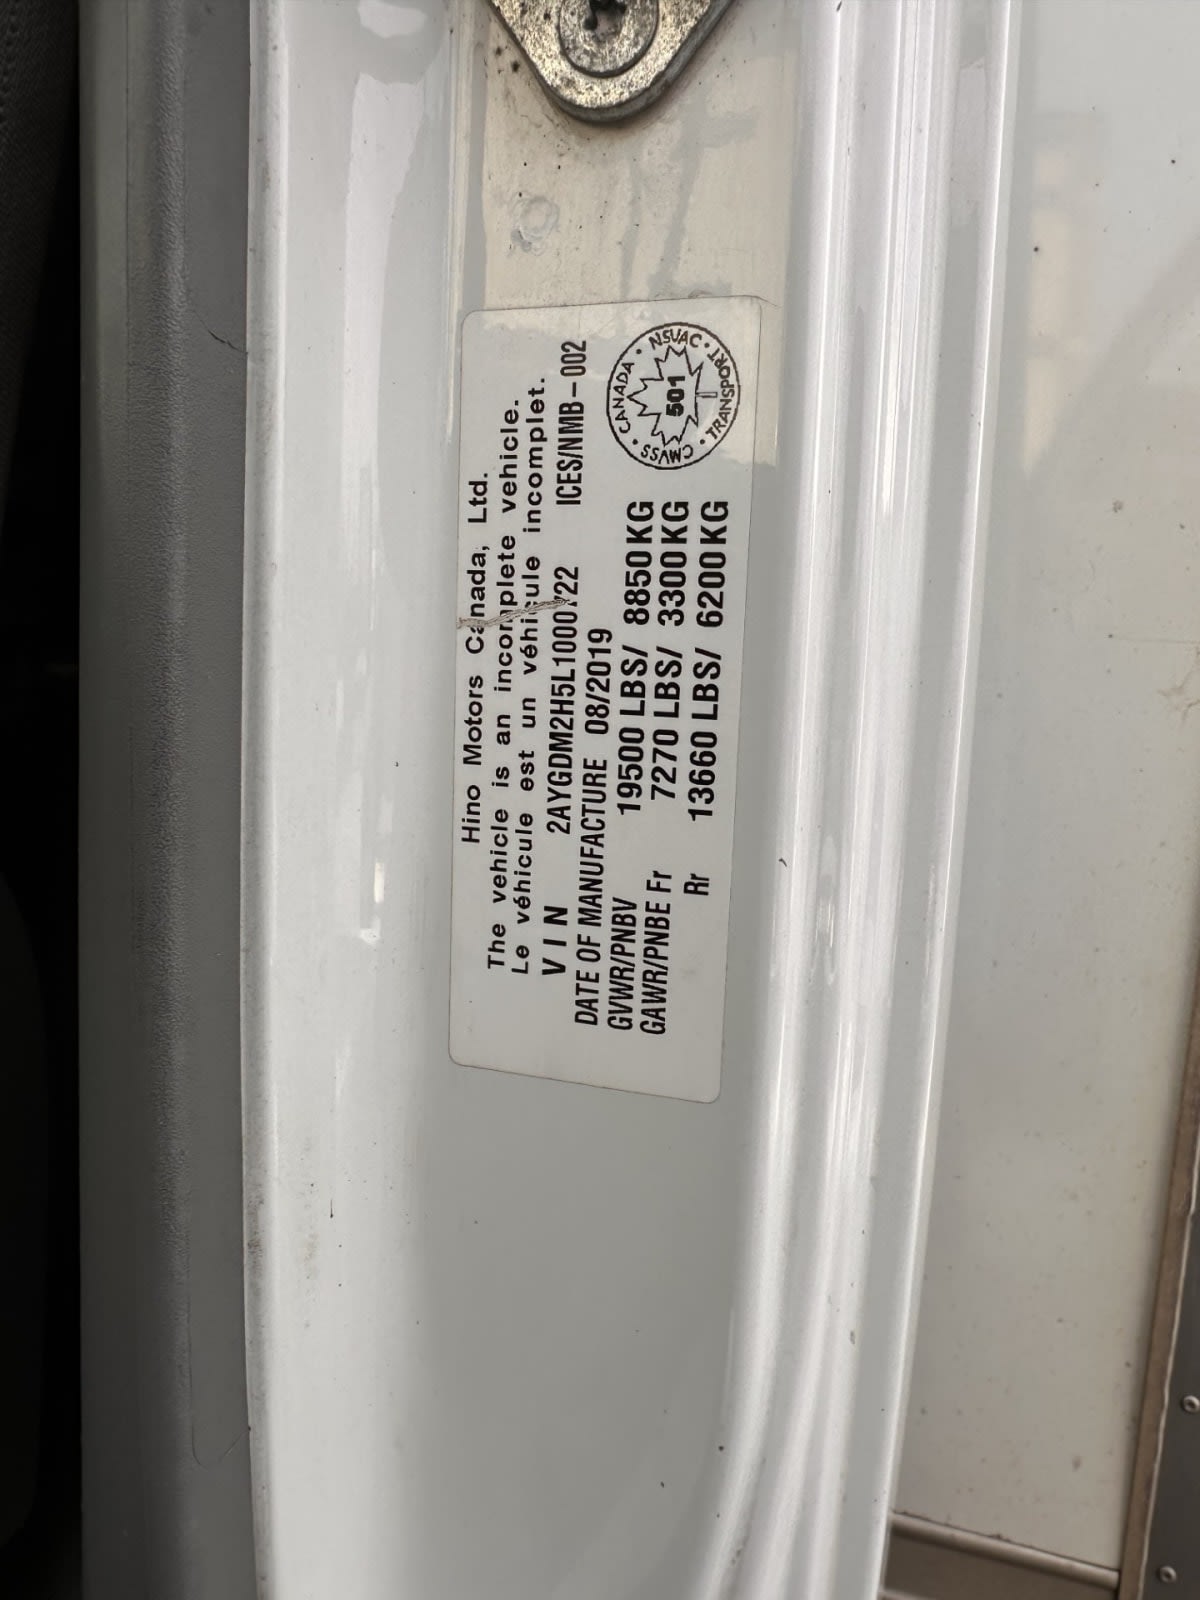 Hino Motors Canada, Ltd.
The vehicle is an incomplete vehicle.
Le véhicule est un véhicule incomplet.
VIN 2AYGDM2H5L1000722 ICES/NMB-002
DATE OF MANUFACTURE 08/2019
GVWR/PNBV 19500 LBS/ 8850 KG
GAWR/PNBE Fr 7270 LBS/ 3300 KG
Rr 13660 LBS/ 6200 KG
CANADA • NSVAC • TRANSPORT • CMVSS •
501